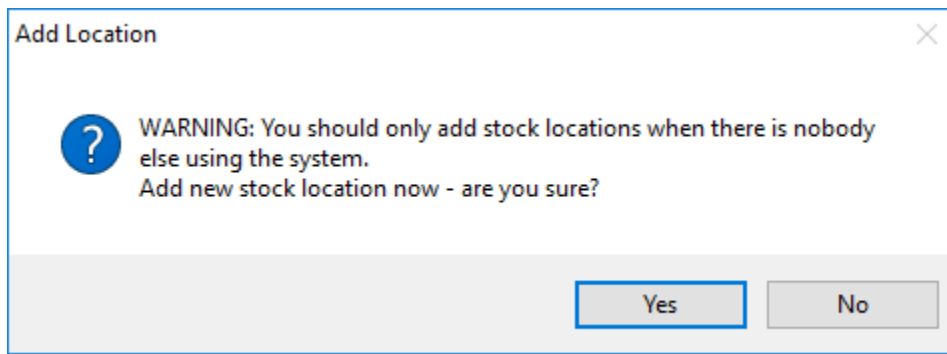 Add Location
WARNING: You should only add stock locations when there is nobody
else using the system.
Add new stock location now - are you sure?
Yes
No